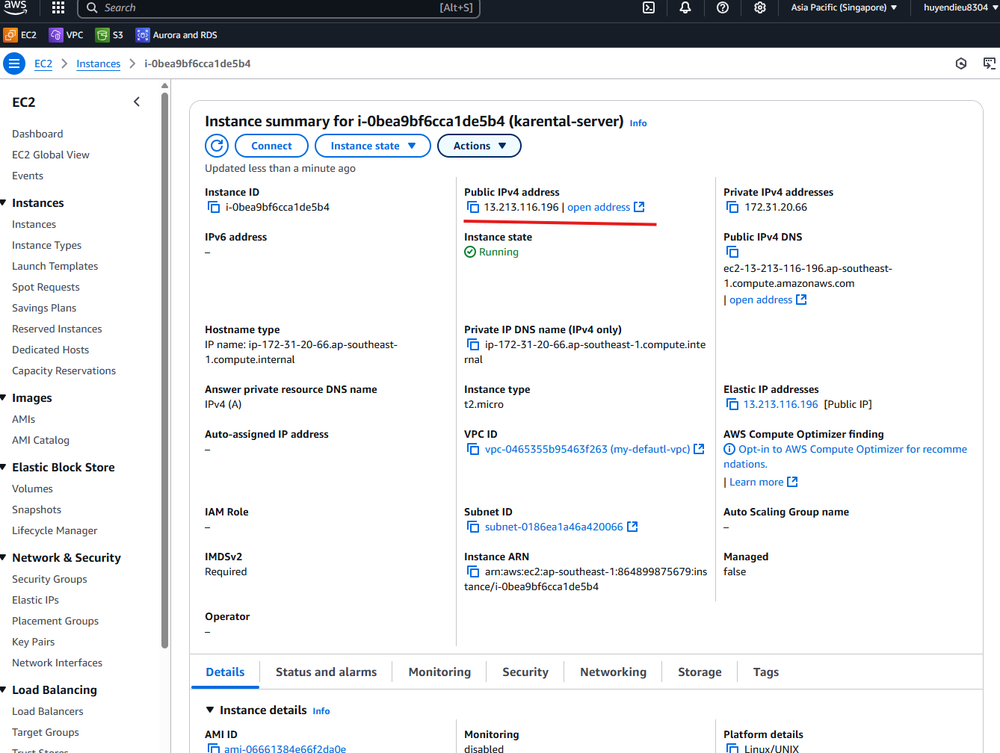 aws
Search
[Alt+S]
Asia Pacific (Singapore)
huyendieu8304
EC2
VPC
S3
Aurora and RDS
EC2
Instances
i-0bea9bf6cca1de5b4
EC2
Dashboard
EC2 Global View
Events
Instances
Instances
Instance Types
Launch Templates
Spot Requests
Savings Plans
Reserved Instances
Dedicated Hosts
Capacity Reservations
Images
AMIs
AMI Catalog
Elastic Block Store
Volumes
Snapshots
Lifecycle Manager
Network & Security
Security Groups
Elastic IPs
Placement Groups
Key Pairs
Network Interfaces
Load Balancing
Load Balancers
Target Groups
Trust Stores
Instance summary for i-0bea9bf6cca1de5b4 (karental-server) Info
Connect
Instance state
Actions
Updated less than a minute ago
Instance ID
i-0bea9bf6cca1de5b4
Public IPv4 address
13.213.116.196 | open address
Private IPv4 addresses
172.31.20.66
IPv6 address
–
Instance state
Running
Public IPv4 DNS
ec2-13-213-116-196.ap-southeast-
1.compute.amazonaws.com
| open address
Hostname type
IP name: ip-172-31-20-66.ap-southeast-
1.compute.internal
Private IP DNS name (IPv4 only)
ip-172-31-20-66.ap-southeast-1.compute.inte
rnal
Answer private resource DNS name
IPv4 (A)
Instance type
t2.micro
Elastic IP addresses
13.213.116.196 [Public IP]
Auto-assigned IP address
–
VPC ID
vpc-0465355b95463f263 (my-defautl-vpc)
AWS Compute Optimizer finding
Opt-in to AWS Compute Optimizer for recomme
ndations.
| Learn more
IAM Role
–
Subnet ID
subnet-0186ea1a46a420066
Auto Scaling Group name
–
IMDSv2
Required
Instance ARN
arn:aws:ec2:ap-southeast-1:864899875679:ins
tance/i-0bea9bf6cca1de5b4
Managed
false
Operator
–
Details
Status and alarms
Monitoring
Security
Networking
Storage
Tags
Instance details Info
AMI ID
ami-06661384e66f2da0e
Monitoring
disabled
Platform details
Linux/UNIX